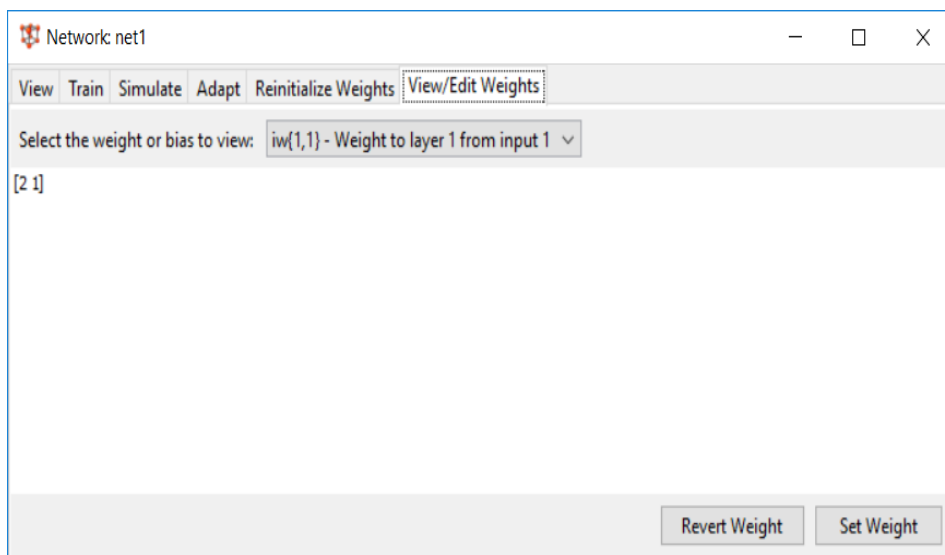 Network: net1
View Train Simulate Adapt Reinitialize Weights View/Edit Weights
Select the weight or bias to view: iw{1,1} - Weight to layer 1 from input 1
[2 1]
Revert Weight Set Weight